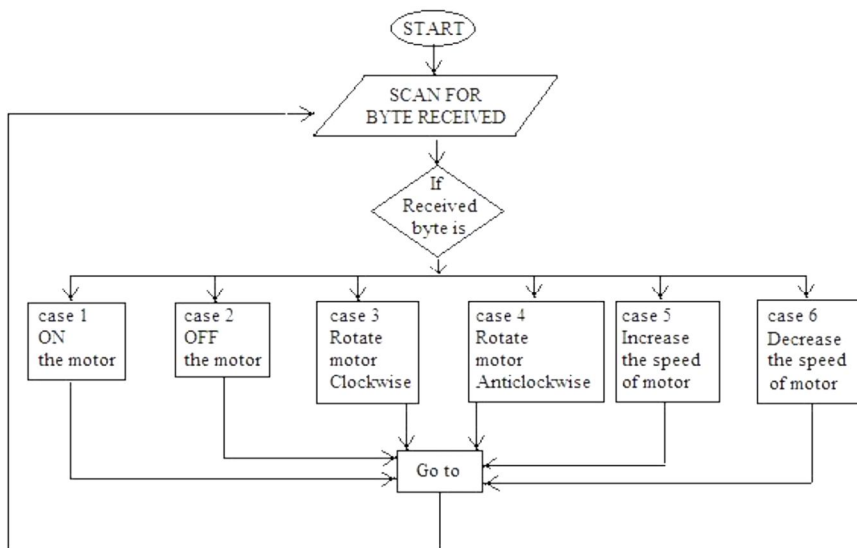 START
SCAN FOR
BYTE RECEIVED
If
Received
byte is
case 1
ON
the motor
case 2
OFF
the motor
case 3
Rotate
motor
Clockwise
case 4
Rotate
motor
Anticlockwise
case 5
Increase
the speed
of motor
case 6
Decrease
the speed
of motor
Go to